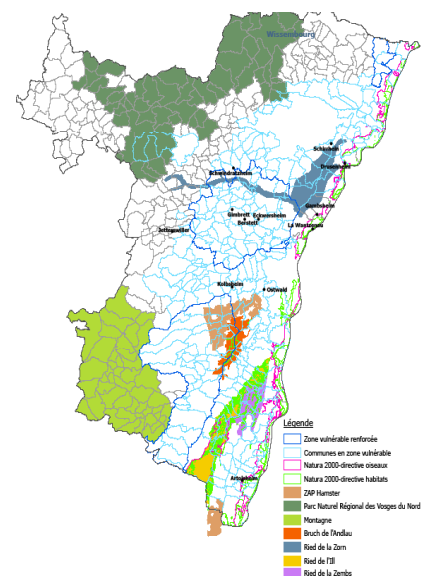 Wissembourg
Schirrhein
Drusenheim
Schwindratzheim
Gambsheim
Gimbrett
Eckwersheim
Berstett
La Wantzenau
Jetterswiller
Kolbsheim
Ostwald
Artolsheim
Légende
Zone vulnérable renforcée
Communes en zone vulnérable
Natura 2000-directive oiseaux
Natura 2000-directive habitats
ZAP Hamster
Parc Naturel Régional des Vosges du Nord
Montagne
Bruch de l'Andlau
Ried de la Zorn
Ried de l'Ill
Ried de la Zembs